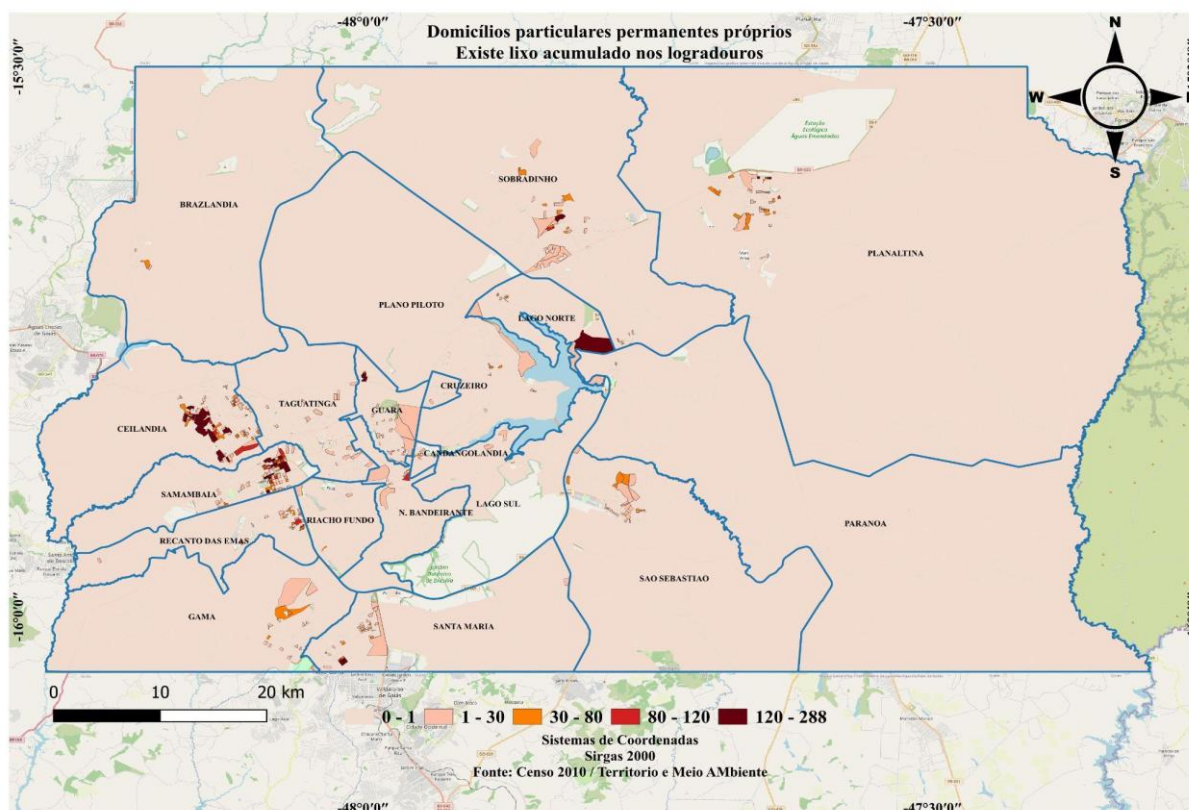 -48°0'0"
-47°30'0"
Domicílios particulares permanentes próprios
Existe lixo acumulado nos logradouros
N
W
S
-15°30'0"
Estação
Ecológica
Águas Emendadas
SOBRADINHO
BRAZLANDIA
PLANALTINA
PLANO PILOTO
LAGO NORTE
CRUZEIRO
TAGUATINGA
GUARA
CEILANDIA
CANDANGOLANDIA
SAMAMBAIA
LAGO SUL
N. BANDEIRANTE
RIACHO FUNDO
PARANOA
RECANTO DAS EMAS
SAO SEBASTIAO
GAMA
SANTA MARIA
-16°0'0"
0 10 20 km
0 - 1 1 - 30 30 - 80 80 - 120 120 - 288
Sistemas de Coordenadas
Sirgas 2000
Fonte: Censo 2010 / Territorio e Meio AMbiente
-48°0'0"
-47°30'0"